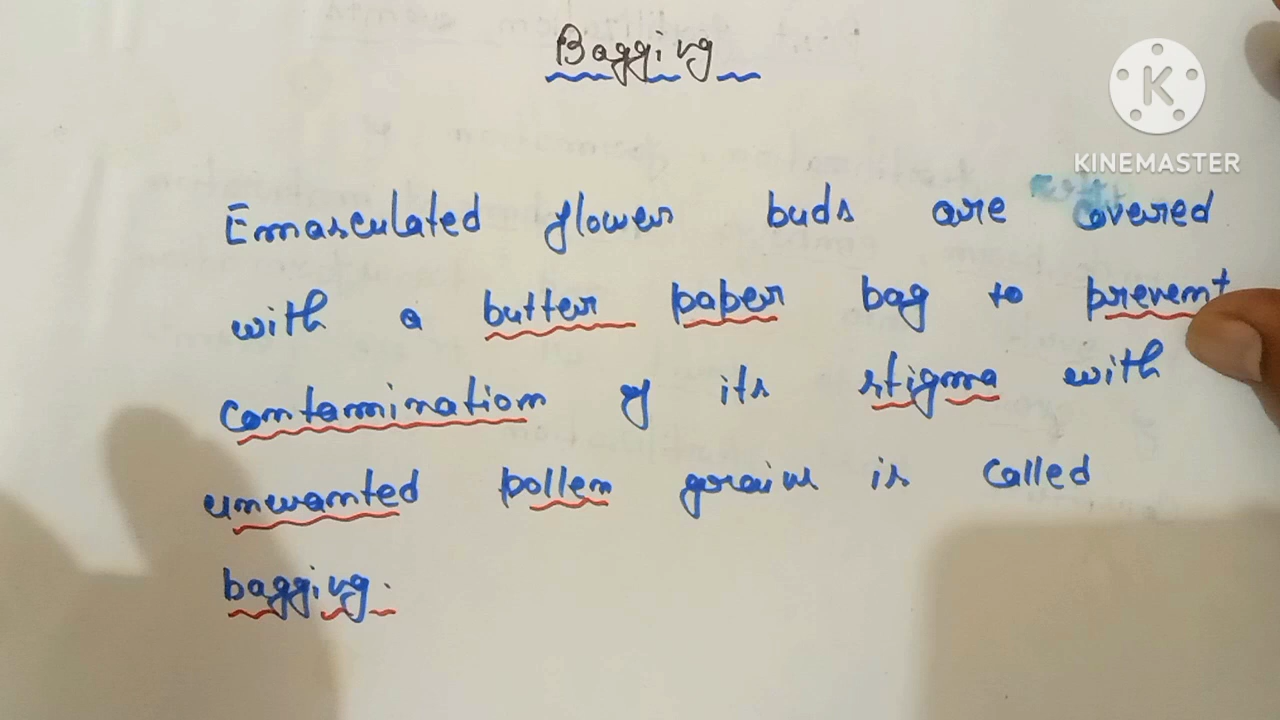 Bagging
K
KINEMASTER
Emasculated flower buds are covered
with a butter paper bag to prevent
contamination of its stigma with
unwanted pollen grains is called
bagging.